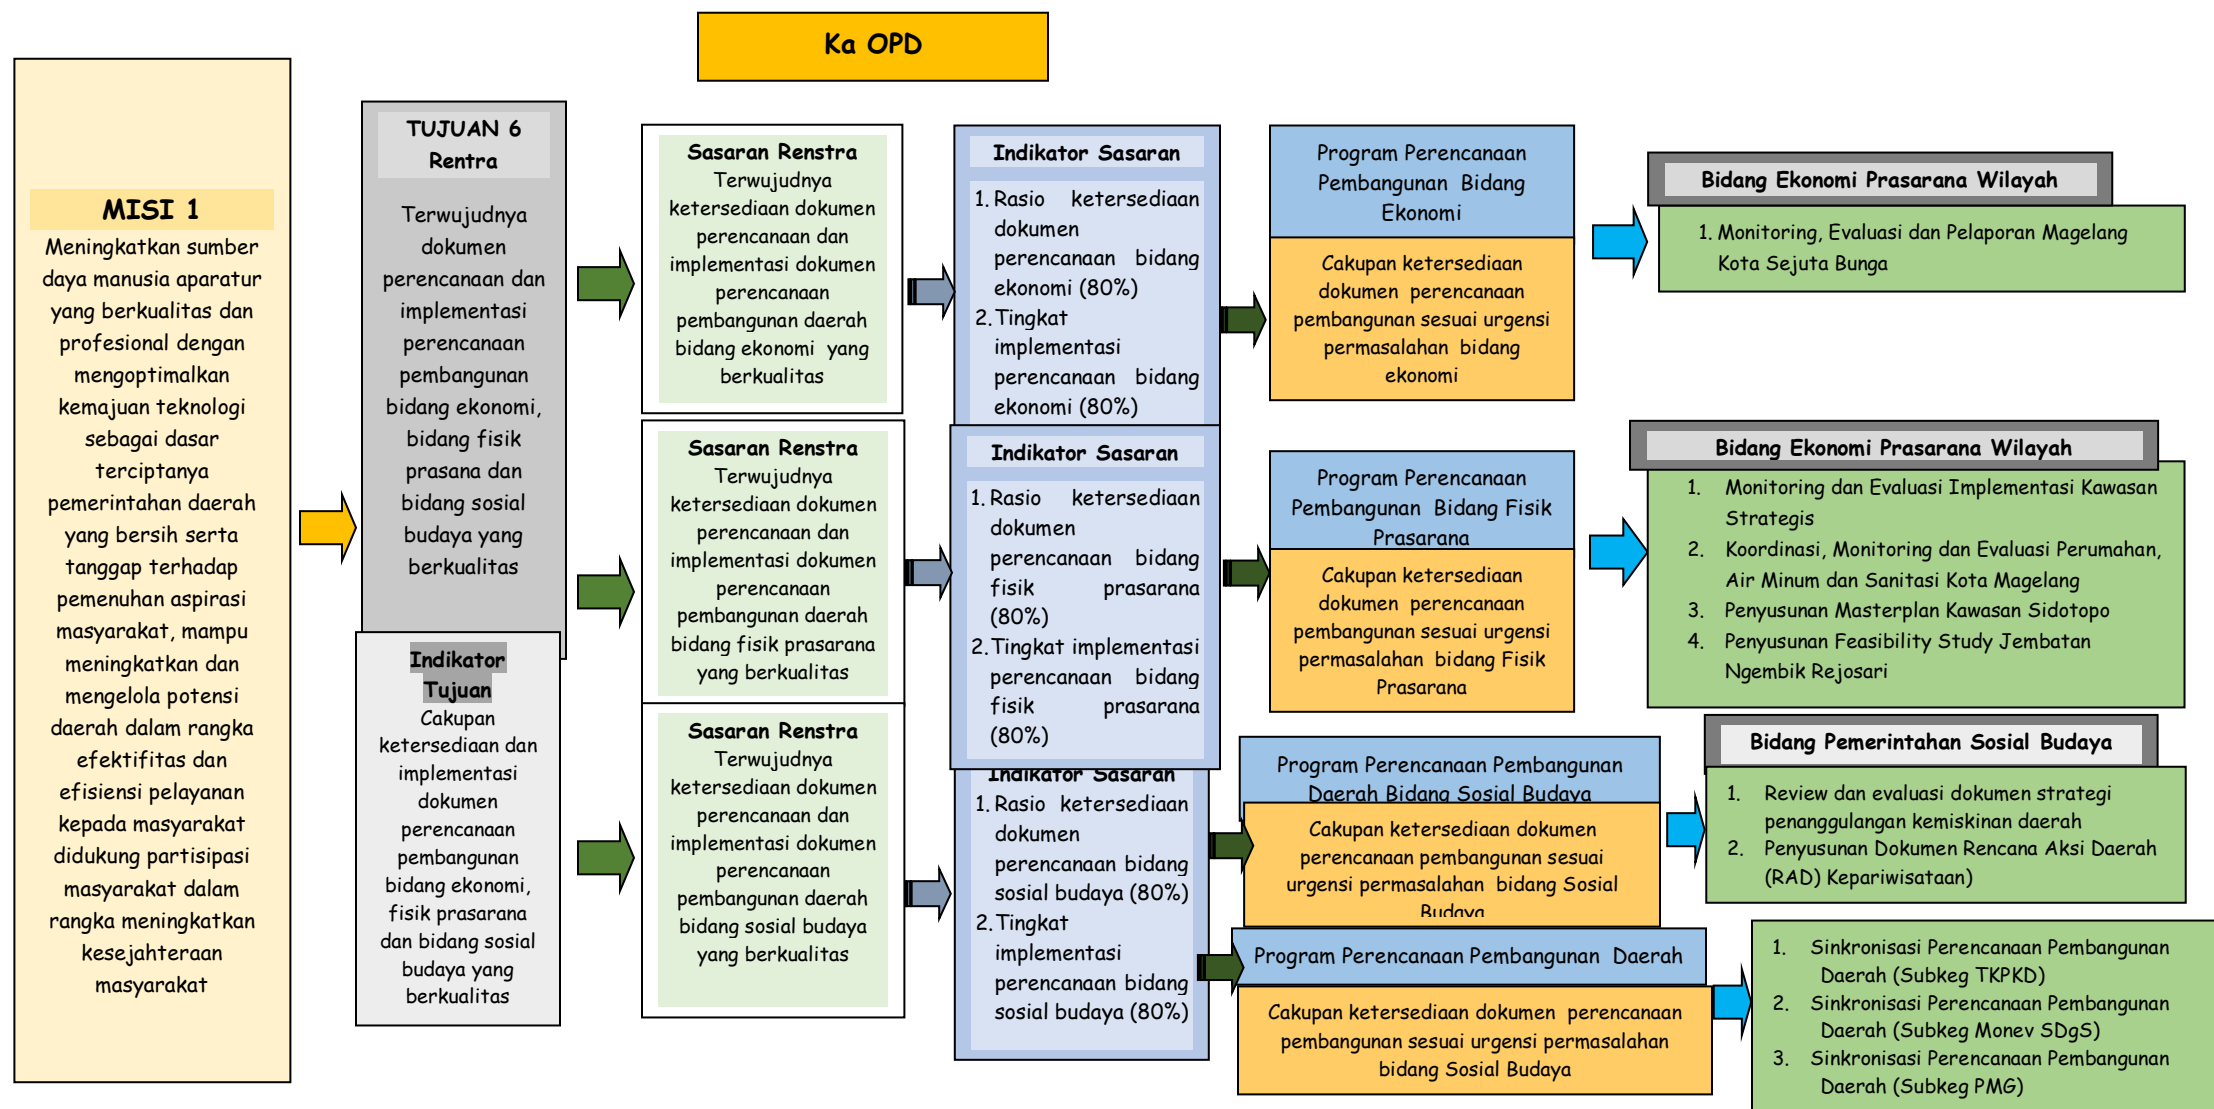 Ka OPD
MISI 1
Meningkatkan sumber
daya manusia aparatur
yang berkualitas dan
profesional dengan
mengoptimalkan
kemajuan teknologi
sebagai dasar
terciptanya
pemerintahan daerah
yang bersih serta
tanggap terhadap
pemenuhan aspirasi
masyarakat, mampu
meningkatkan dan
mengelola potensi
daerah dalam rangka
efektifitas dan
efisiensi pelayanan
kepada masyarakat
didukung partisipasi
masyarakat dalam
rangka meningkatkan
kesejahteraan
masyarakat
TUJUAN 6
Rentra
Terwujudnya
dokumen
perencanaan dan
implementasi
perencanaan
pembangunan
bidang ekonomi,
bidang fisik
prasana dan
bidang sosial
budaya yang
berkualitas
Indikator
Tujuan
Cakupan
ketersediaan dan
implementasi
dokumen
perencanaan
pembangunan
bidang ekonomi,
fisik prasarana
dan bidang sosial
budaya yang
berkualitas
Sasaran Renstra
Terwujudnya
ketersediaan dokumen
perencanaan dan
implementasi dokumen
perencanaan
pembangunan daerah
bidang ekonomi yang
berkualitas
Sasaran Renstra
Terwujudnya
ketersediaan dokumen
perencanaan dan
implementasi dokumen
perencanaan
pembangunan daerah
bidang fisik prasarana
yang berkualitas
Sasaran Renstra
Terwujudnya
ketersediaan dokumen
perencanaan dan
implementasi dokumen
perencanaan
pembangunan daerah
bidang sosial budaya
yang berkualitas
Indikator Sasaran
1. Rasio ketersediaan
dokumen
perencanaan bidang
ekonomi (80%)
2. Tingkat
implementasi
perencanaan bidang
ekonomi (80%)
Indikator Sasaran
1. Rasio ketersediaan
dokumen
perencanaan bidang
fisik prasarana
(80%)
2. Tingkat implementasi
perencanaan bidang
fisik prasarana
(80%)
Indikator Sasaran
1. Rasio ketersediaan
dokumen
perencanaan bidang
sosial budaya (80%)
2. Tingkat
implementasi
perencanaan bidang
sosial budaya (80%)
Program Perencanaan
Pembangunan Bidang
Ekonomi
Cakupan ketersediaan
dokumen perencanaan
pembangunan sesuai urgensi
permasalahan bidang
ekonomi
Program Perencanaan
Pembangunan Bidang Fisik
Prasarana
Cakupan ketersediaan
dokumen perencanaan
pembangunan sesuai urgensi
permasalahan bidang Fisik
Prasarana
Program Perencanaan Pembangunan
Daerah Bidang Sosial Budaya
Cakupan ketersediaan dokumen
perencanaan pembangunan sesuai
urgensi permasalahan bidang Sosial
Budaya
Program Perencanaan Pembangunan Daerah
Cakupan ketersediaan dokumen perencanaan
pembangunan sesuai urgensi permasalahan
bidang Sosial Budaya
Bidang Ekonomi Prasarana Wilayah
1. Monitoring, Evaluasi dan Pelaporan Magelang
Kota Sejuta Bunga
Bidang Ekonomi Prasarana Wilayah
1. Monitoring dan Evaluasi Implementasi Kawasan
Strategis
2. Koordinasi, Monitoring dan Evaluasi Perumahan,
Air Minum dan Sanitasi Kota Magelang
3. Penyusunan Masterplan Kawasan Sidotopo
4. Penyusunan Feasibility Study Jembatan
Ngembik Rejosari
Bidang Pemerintahan Sosial Budaya
1. Review dan evaluasi dokumen strategi
penanggulangan kemiskinan daerah
2. Penyusunan Dokumen Rencana Aksi Daerah
(RAD) Kepariwisataan)
1. Sinkronisasi Perencanaan Pembangunan
Daerah (Subkeg TKPKD)
2. Sinkronisasi Perencanaan Pembangunan
Daerah (Subkeg Monev SDgS)
3. Sinkronisasi Perencanaan Pembangunan
Daerah (Subkeg PMG)